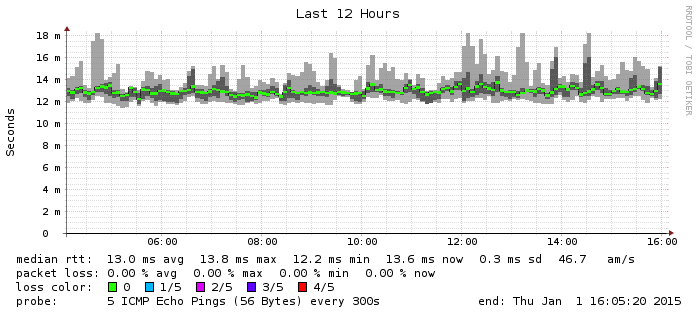 Last 12 Hours
RRDTOOL / TOBI OETIKER
Seconds
18 m
16 m
14 m
12 m
10 m
8 m
6 m
4 m
2 m
0
06:00 08:00 10:00 12:00 14:00 16:00
median rtt: 13.0 ms avg 13.8 ms max 12.2 ms min 13.6 ms now 0.3 ms sd 46.7 am/s
packet loss: 0.00 % avg 0.00 % max 0.00 % min 0.00 % now
loss color: 0 1/5 2/5 3/5 4/5
probe: 5 ICMP Echo Pings (56 Bytes) every 300s end: Thu Jan 1 16:05:20 2015